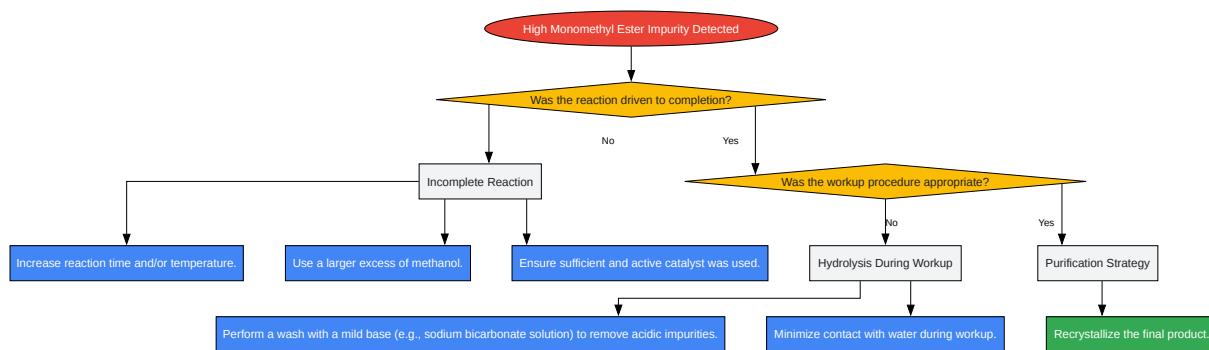 High Monomethyl Ester Impurity Detected
Was the reaction driven to completion?
No
Yes
Incomplete Reaction
Was the workup procedure appropriate?
No
Yes
Increase reaction time and/or temperature.
Use a larger excess of methanol.
Ensure sufficient and active catalyst was used.
Hydrolysis During Workup
Purification Strategy
Perform a wash with a mild base (e.g., sodium bicarbonate solution) to remove acidic impurities.
Minimize contact with water during workup.
Recrystallize the final product.